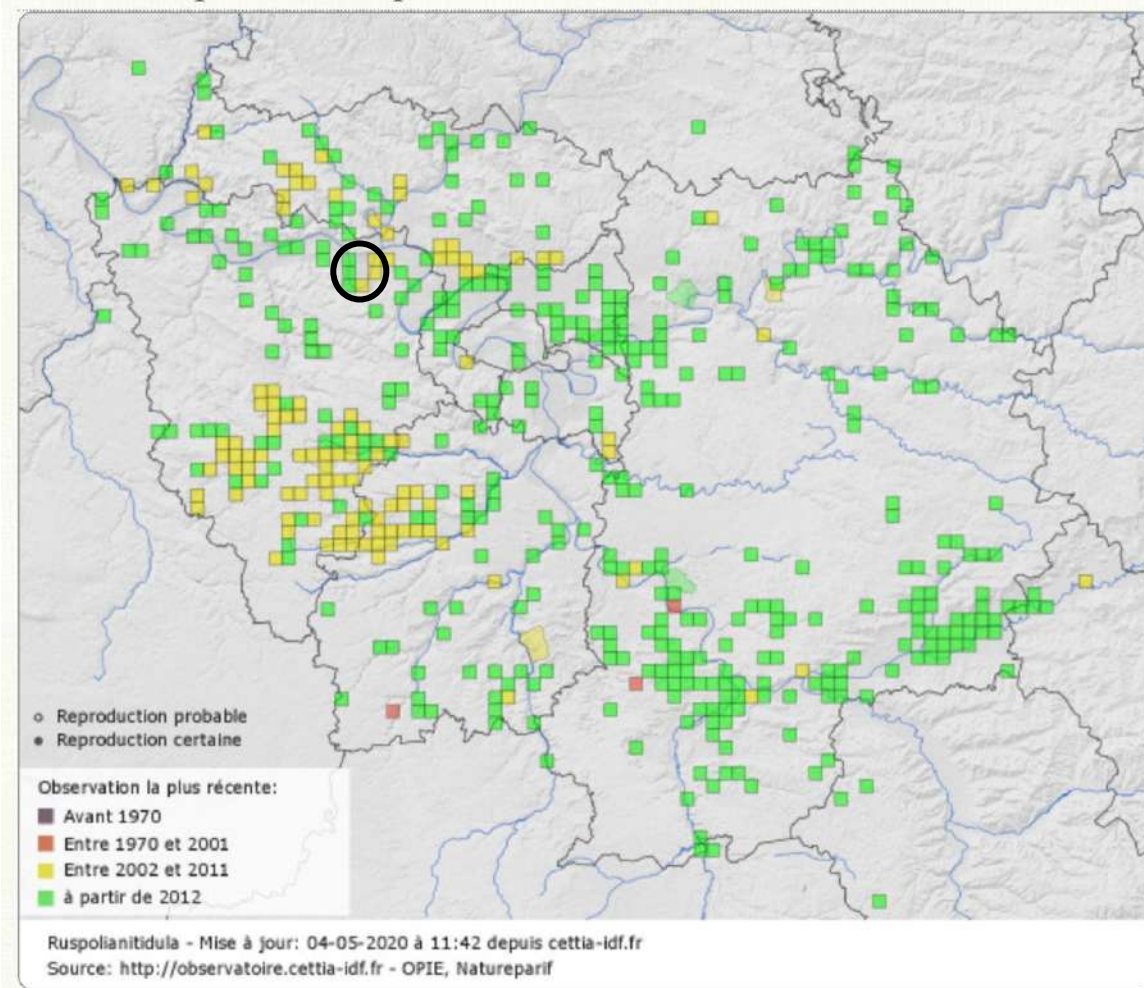 Reproduction probable
Reproduction certaine
Observation la plus récente:
Avant 1970
Entre 1970 et 2001
Entre 2002 et 2011
à partir de 2012
Ruspolianitidula - Mise à jour: 04-05-2020 à 11:42 depuis cettia-idf.fr
Source: http://observatoire.cettia-idf.fr - OPIE, Natureparif